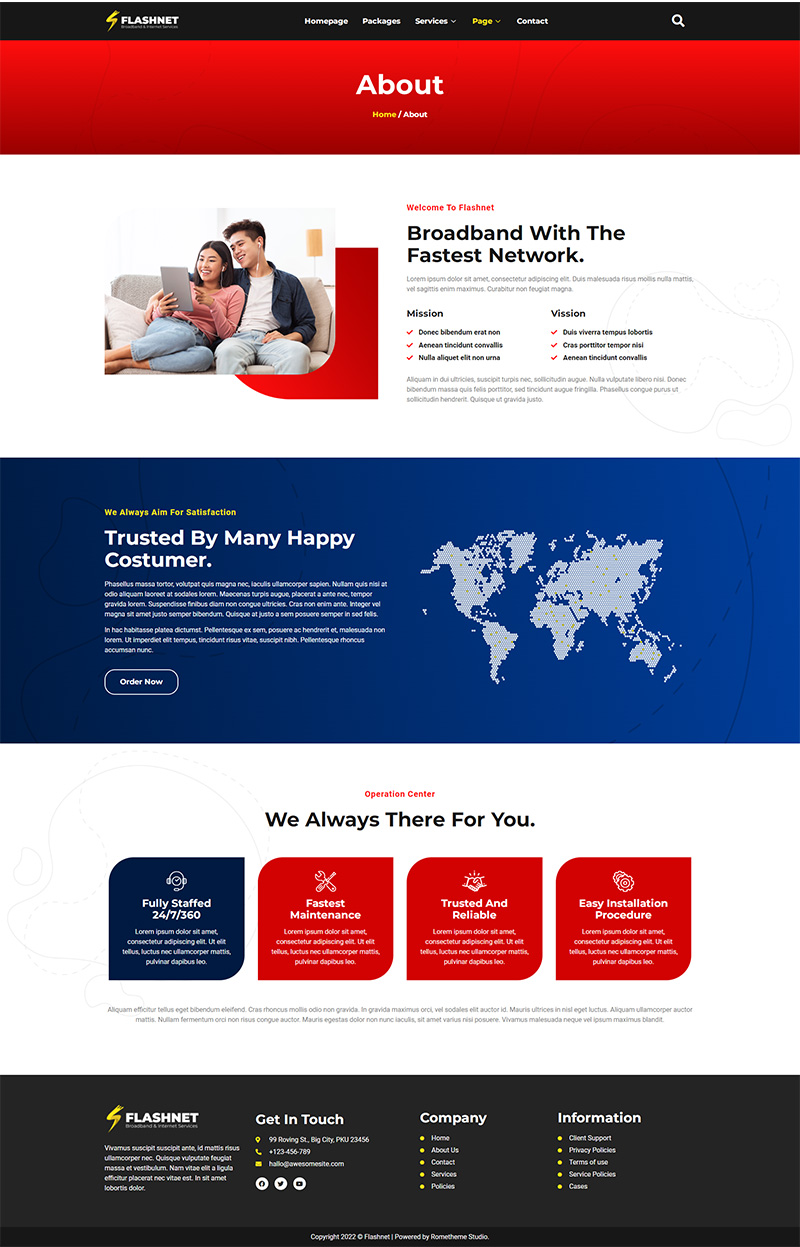 FLASHNET
Broadband & Internet Services
Homepage Packages Services Page Contact
About
Home / About
Welcome To Flashnet
Broadband With The
Fastest Network.
Lorem ipsum dolor sit amet, consectetur adipiscing elit. Duis malesuada risus mollis nulla mattis,
vel sagittis enim maximus. Curabitur non feugiat magna.
Mission
Donec bibendum erat non
Aenean tincidunt convallis
Nulla aliquet elit non urna
Vission
Duis viverra tempus lobortis
Cras porttitor tempor nisi
Aenean tincidunt convallis
Aliquam in dui ultricies, suscipit turpis nec, sollicitudin augue. Nulla vulputate libero nisi. Donec
bibendum massa quis felis porttitor, sed tincidunt augue fringilla. Phasellus congue purus ut
sollicitudin hendrerit. Quisque ut gravida justo.
We Always Aim For Satisfaction
Trusted By Many Happy
Costumer.
Phasellus massa tortor, volutpat quis magna nec, iaculis ullamcorper sapien. Nullam quis nisi at
odio aliquam laoreet at sodales lorem. Maecenas turpis augue, placerat a ante nec, tempor
gravida lorem. Suspendisse finibus diam non congue ultricies. Cras non enim ante. Integer vel
magna sit amet justo semper bibendum. Quisque at justo a sem posuere semper in sed felis.
In hac habitasse platea dictumst. Pellentesque ex sem, posuere ac hendrerit et, malesuada non
lorem. Ut imperdiet elit tempus, tincidunt risus vitae, suscipit nibh. Pellentesque rhoncus
accumsan nunc.
Order Now
Operation Center
We Always There For You.
Fully Staffed
24/7/360
Lorem ipsum dolor sit amet,
consectetur adipiscing elit. Ut elit
tellus, luctus nec ullamcorper mattis,
pulvinar dapibus leo.
Fastest
Maintenance
Lorem ipsum dolor sit amet,
consectetur adipiscing elit. Ut elit
tellus, luctus nec ullamcorper mattis,
pulvinar dapibus leo.
Trusted And
Reliable
Lorem ipsum dolor sit amet,
consectetur adipiscing elit. Ut elit
tellus, luctus nec ullamcorper mattis,
pulvinar dapibus leo.
Easy Installation
Procedure
Lorem ipsum dolor sit amet,
consectetur adipiscing elit. Ut elit
tellus, luctus nec ullamcorper mattis,
pulvinar dapibus leo.
Aliquam efficitur tellus eget bibendum eleifend. Cras rhoncus mollis odio non gravida. In gravida maximus orci, vel sodales elit auctor id. Mauris ultrices in nisl eget luctus. Aliquam ullamcorper auctor
mattis. Nullam fermentum orci non risus congue auctor. Mauris egestas dolor non nunc iaculis, sit amet varius nisi posuere. Vivamus malesuada neque vel ipsum maximus blandit.
FLASHNET
Broadband & Internet Services
Vivamus suscipit suscipit ante, id mattis risus
ullamcorper nec. Quisque vulputate feugiat
massa et vestibulum. Nam vitae elit a ligula
efficitur placerat nec vitae est. In sit amet
lobortis dolor.
Get In Touch
99 Roving St., Big City, PKU 23456
+123-456-789
hallo@awesomesite.com
Company
Home
About Us
Contact
Services
Policies
Information
Client Support
Privacy Policies
Terms of use
Service Policies
Cases
Copyright 2022 © Flashnet | Powered by Rometheme Studio.